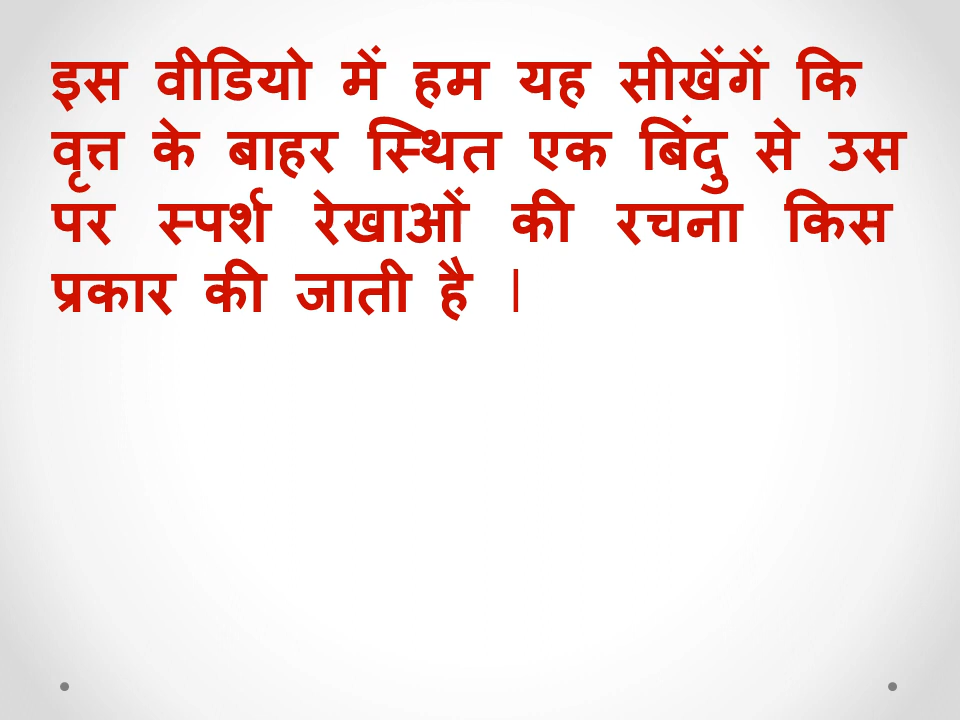 इस वीडियो में हम यह सीखेंगें कि
वृत्त के बाहर स्थित एक बिंदु से उस
पर स्पर्श रेखाओं की रचना किस
प्रकार की जाती है |